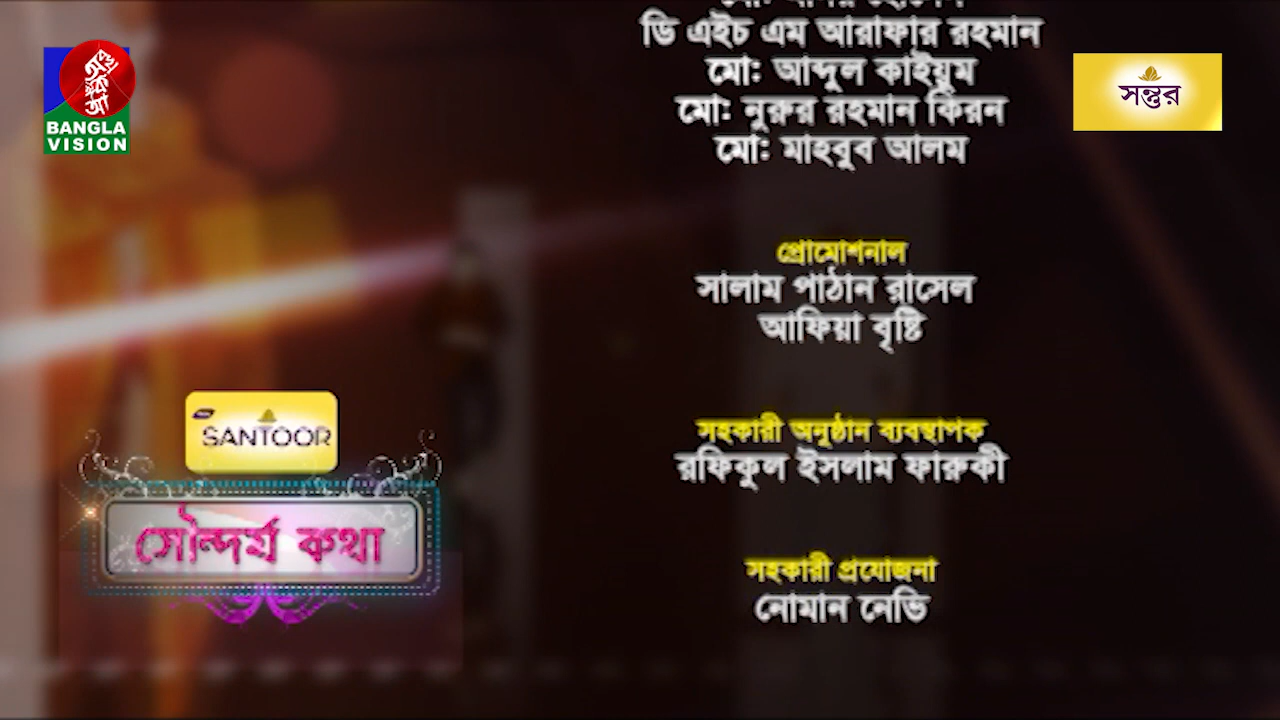 ডি এইচ এম আরাফার রহমান
মো: আব্দুল কাইয়ুম
মো: নুরুর রহমান কিরন
মো: মাহবুব আলম
BANGLA
VISION
সন্তুর
প্রোমোশনাল
সালাম পাঠান রাসেল
আফিয়া বৃষ্টি
সহকারী অনুষ্ঠান ব্যবস্থাপক
রফিকুল ইসলাম ফারুকী
SANTOOR
সৌন্দর্য কথা
সহকারী প্রযোজনা
নোমান নেভি